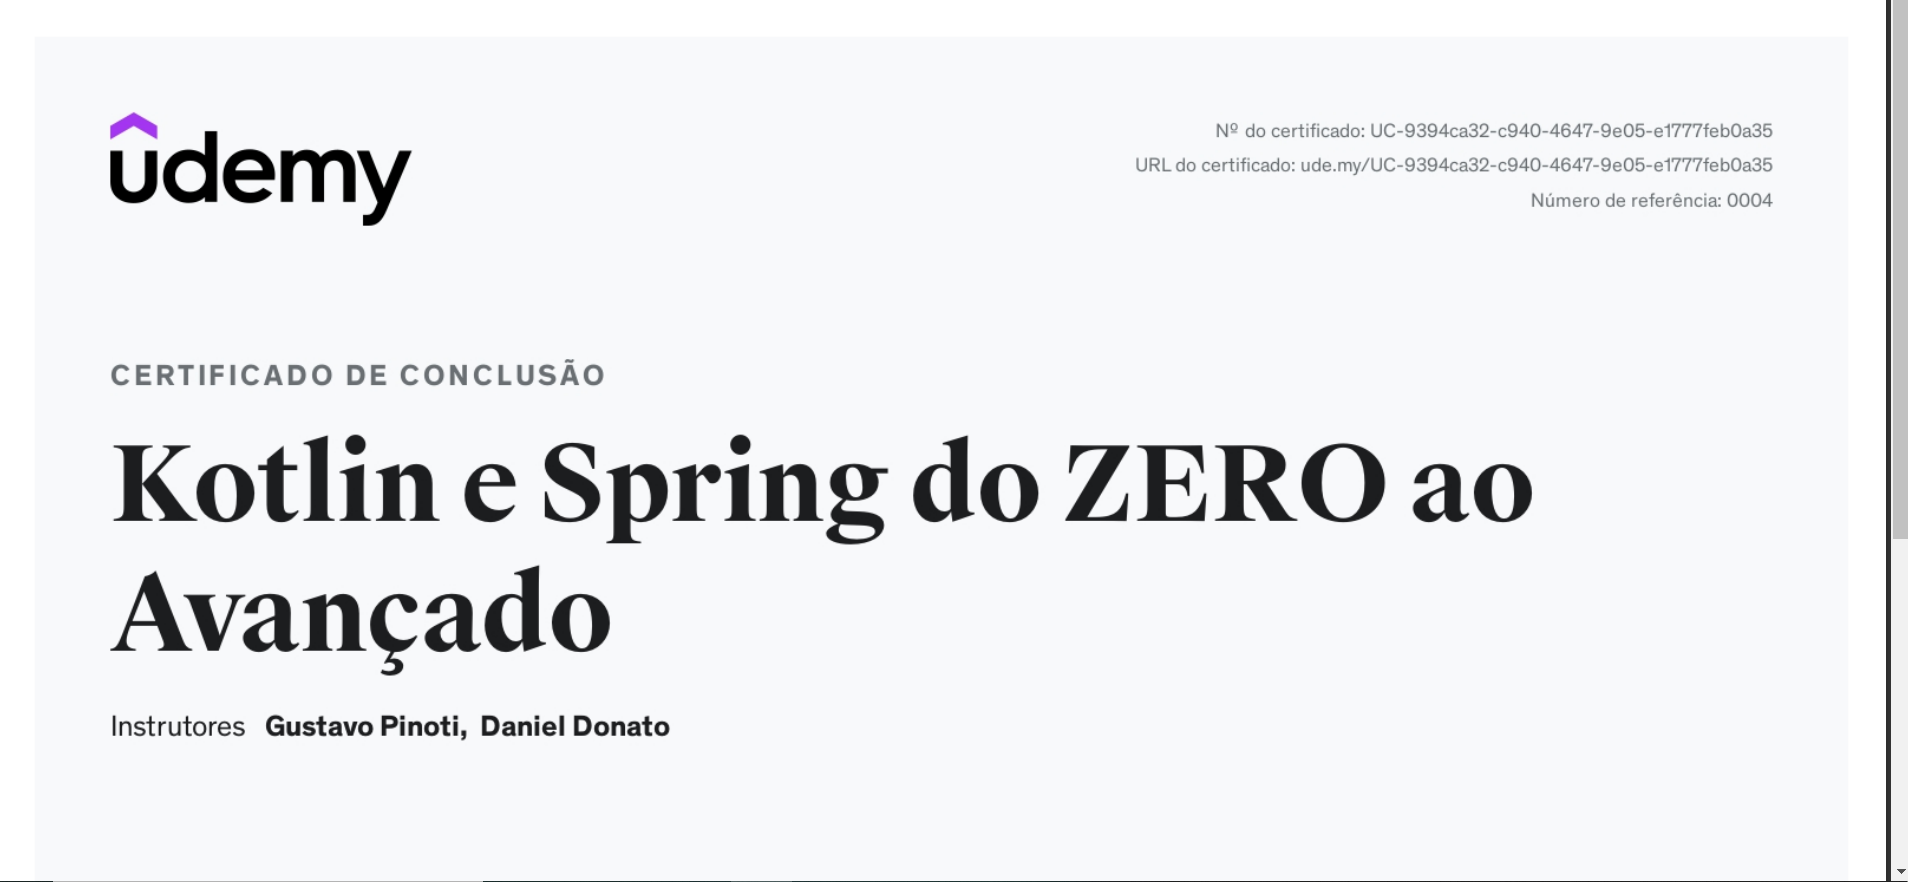 udemy
Nº do certificado: UC-9394ca32-c940-4647-9e05-e1777feb0a35
URL do certificado: ude.my/UC-9394ca32-c940-4647-9e05-e1777feb0a35
Número de referência: 0004
CERTIFICADO DE CONCLUSÃO
Kotlin e Spring do ZERO ao
Avançado
Instrutores Gustavo Pinoti, Daniel Donato